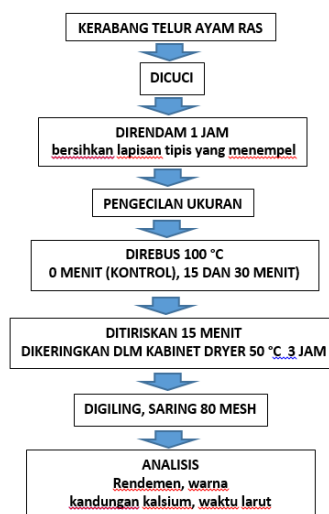 KERABANG TELUR AYAM RAS
DICUCI
DIRENDAM 1 JAM
bersihkan lapisan tipis yang menempel
PENGECILAN UKURAN
DIREBUS 100 °C
0 MENIT (KONTROL), 15 DAN 30 MENIT)
DITIRISKAN 15 MENIT
DIKERINGKAN DLM KABINET DRYER 50 °C 3 JAM
DIGILING, SARING 80 MESH
ANALISIS
Rendemen, warna
kandungan kalsium, waktu larut